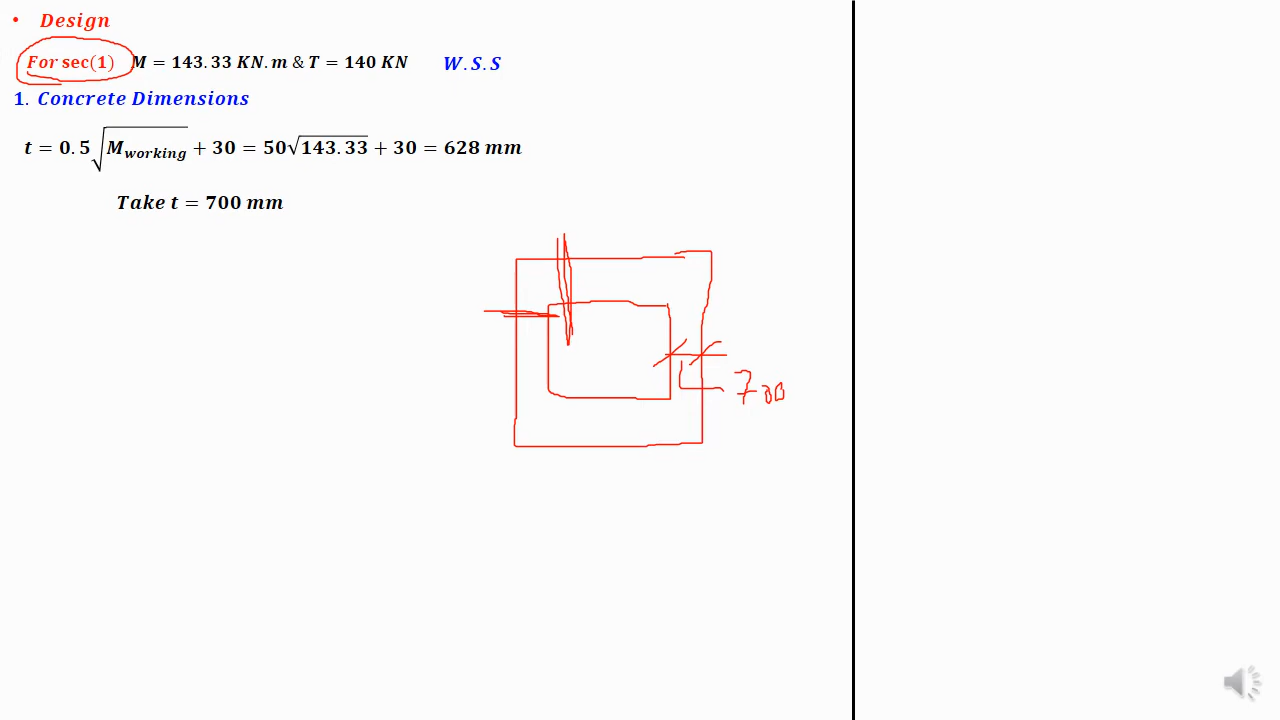 • Design
For sec(1) M = 143.33 KN.m & T = 140 KN W.S.S
1. Concrete Dimensions
t = 0.5√M_working + 30 = 50√143.33 + 30 = 628 mm
Take t = 700 mm
700